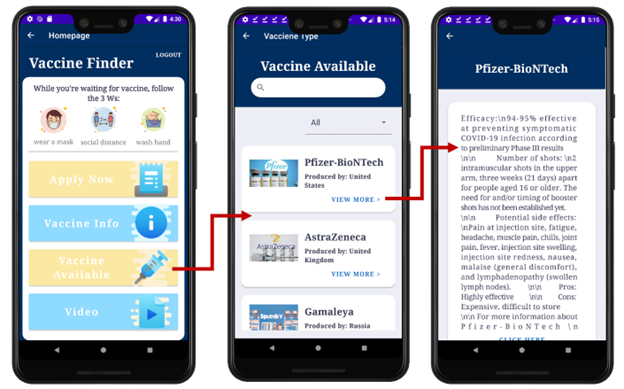 4:30
Homepage
LOGOUT
Vaccine Finder
While you're waiting for vaccine, follow
the 3 Ws:
wear a mask
social distance
wash hand
Apply Now
Vaccine Info
Vaccine
Available
Video
5:14
Vacciene Type
Vaccine Available
All
Pfizer
Pfizer-BioNTech
Produced by: United
States
VIEW MORE >
AstraZeneca
AstraZeneca
Produced by: United
Kingdom
VIEW MORE >
Sputnik V
Gamaleya
Produced by: Russia
5:15
Pfizer-BioNTech
Efficacy:\n94-95% effective
at preventing symptomatic
COVID-19 infection according
to preliminary Phase III results
\n\n Number of shots: \n2
intramuscular shots in the upper
arm, three weeks (21 days) apart
for people aged 16 or older. The
need for and/or timing of booster
shots has not been established yet.
\n\n Potential side effects:
\nPain at injection site, fatigue,
headache, muscle pain, chills, joint
pain, fever, injection site swelling,
injection site redness, nausea,
malaise (general discomfort),
and lymphadenopathy (swollen
lymph nodes). \n\n Pros:
Highly effective \n\n Cons:
Expensive, difficult to store
\n\n For more information about
Pfizer-BioNTech \n
CLICK HERE